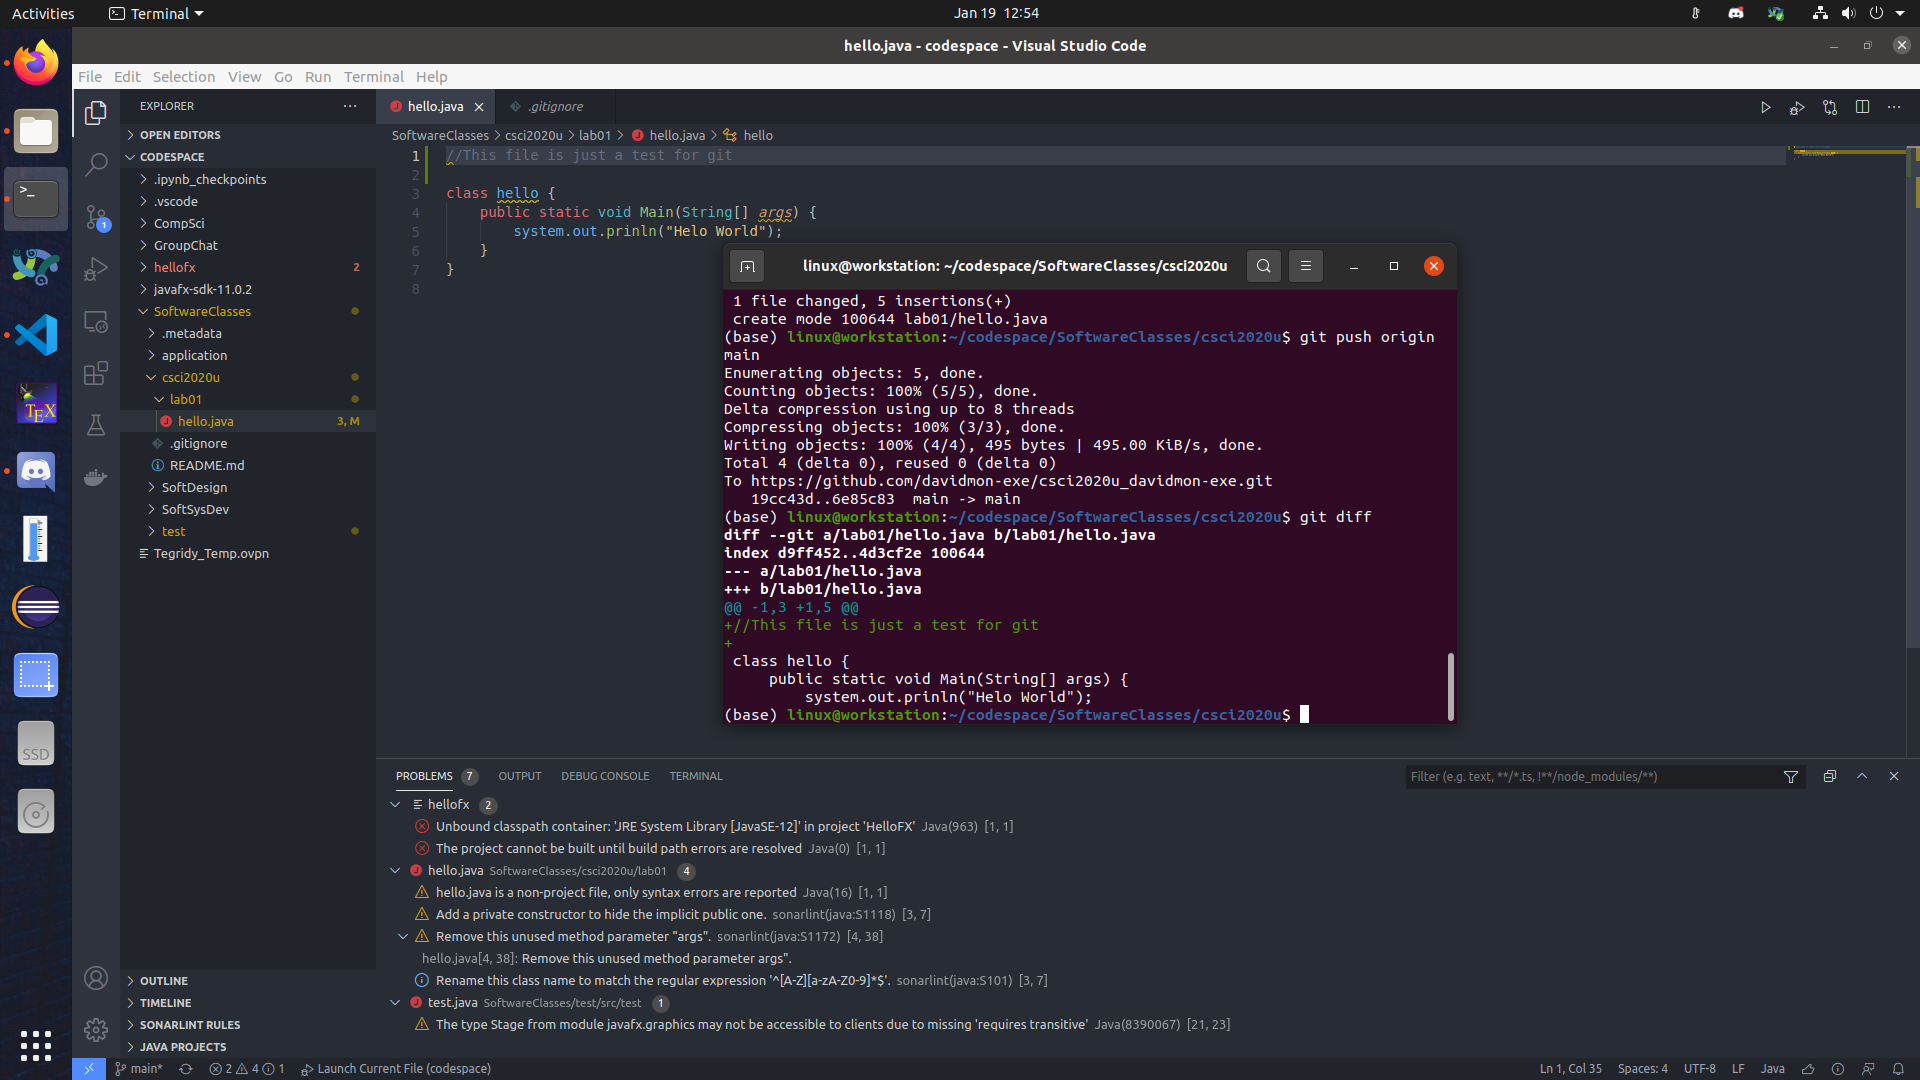 Activities
Terminal
Jan 19 12:54
hello.java - codespace - Visual Studio Code
File Edit Selection View Go Run Terminal Help
EXPLORER
hello.java
.gitignore
OPEN EDITORS
CODESPACE
.ipynb_checkpoints
.vscode
CompSci
GroupChat
hellofx 2
javafx-sdk-11.0.2
SoftwareClasses
.metadata
application
csci2020u
lab01
hello.java 3, M
.gitignore
README.md
SoftDesign
SoftSysDev
test
Tegridy_Temp.ovpn
OUTLINE
TIMELINE
SONARLINT RULES
JAVA PROJECTS
1
TEX
SSD
SoftwareClasses > csci2020u > lab01 > hello.java > hello
1 //This file is just a test for git
2
3 class hello {
4 public static void Main(String[] args) {
5 system.out.prinln("Helo World");
6 }
7 }
8
linux@workstation: ~/codespace/SoftwareClasses/csci2020u
1 file changed, 5 insertions(+)
create mode 100644 lab01/hello.java
(base) linux@workstation:~/codespace/SoftwareClasses/csci2020u$ git push origin
main
Enumerating objects: 5, done.
Counting objects: 100% (5/5), done.
Delta compression using up to 8 threads
Compressing objects: 100% (3/3), done.
Writing objects: 100% (4/4), 495 bytes | 495.00 KiB/s, done.
Total 4 (delta 0), reused 0 (delta 0)
To https://github.com/davidmon-exe/csci2020u_davidmon-exe.git
19cc43d..6e85c83 main -> main
(base) linux@workstation:~/codespace/SoftwareClasses/csci2020u$ git diff
diff --git a/lab01/hello.java b/lab01/hello.java
index d9ff452..4d3cf2e 100644
--- a/lab01/hello.java
+++ b/lab01/hello.java
@@ -1,3 +1,5 @@
+//This file is just a test for git
+
class hello {
public static void Main(String[] args) {
system.out.prinln("Helo World");
(base) linux@workstation:~/codespace/SoftwareClasses/csci2020u$
PROBLEMS 7 OUTPUT DEBUG CONSOLE TERMINAL
Filter (e.g. text, **/*.ts, !**/node_modules/**)
hellofx 2
Unbound classpath container: 'JRE System Library [JavaSE-12]' in project 'HelloFX' Java(963) [1, 1]
The project cannot be built until build path errors are resolved Java(0) [1, 1]
hello.java SoftwareClasses/csci2020u/lab01 4
hello.java is a non-project file, only syntax errors are reported Java(16) [1, 1]
Add a private constructor to hide the implicit public one. sonarlint(java:S1118) [3, 7]
Remove this unused method parameter "args". sonarlint(java:S1172) [4, 38]
hello.java[4, 38]: Remove this unused method parameter args".
Rename this class name to match the regular expression '^[A-Z][a-zA-Z0-9]*$'. sonarlint(java:S101) [3, 7]
test.java SoftwareClasses/test/src/test 1
The type Stage from module javafx.graphics may not be accessible to clients due to missing 'requires transitive' Java(8390067) [21, 23]
main* 2 4 1 Launch Current File (codespace)
Ln 1, Col 35 Spaces: 4 UTF-8 LF Java